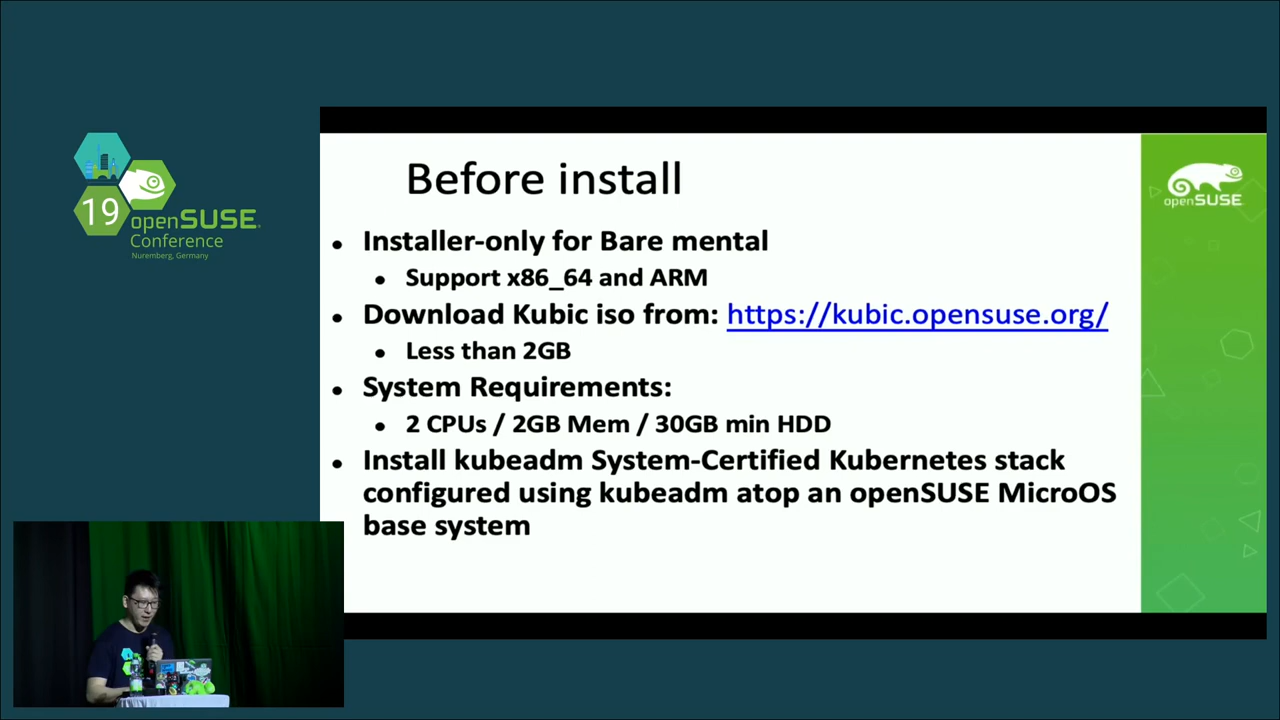 19
openSUSE
Conference
Nuremberg, Germany
Before install
Installer-only for Bare mental
Support x86_64 and ARM
Download Kubic iso from: https://kubic.opensuse.org/
Less than 2GB
System Requirements:
2 CPUs / 2GB Mem / 30GB min HDD
Install kubeadm System-Certified Kubernetes stack
configured using kubeadm atop an openSUSE MicroOS
base system
openSUSE